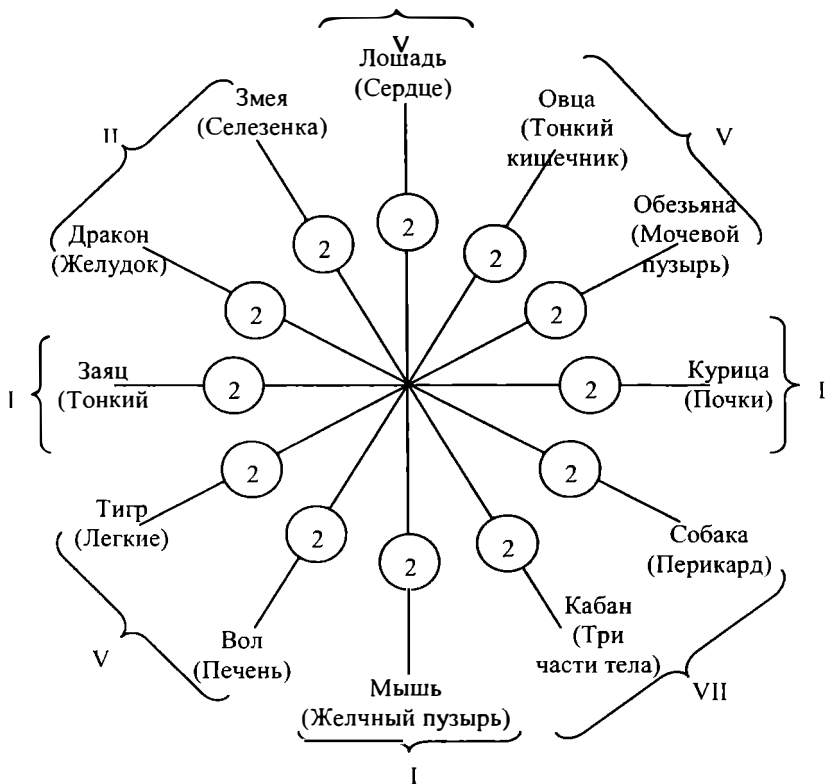 V
Лошадь
(Сердце)
Змея
(Селезенка)
II
Овца
(Тонкий
кишечник)
V
Обезьяна
(Мочевой
пузырь)
Дракон
(Желудок)
2
2
2
2
2
I
Заяц
(Тонкий
2
2
Курица
(Почки)
I
2
2
Тигр
(Легкие)
Собака
(Перикард)
2
2
2
V
Вол
(Печень)
Кабан
(Три
части тела)
VII
Мышь
(Желчный пузырь)
I